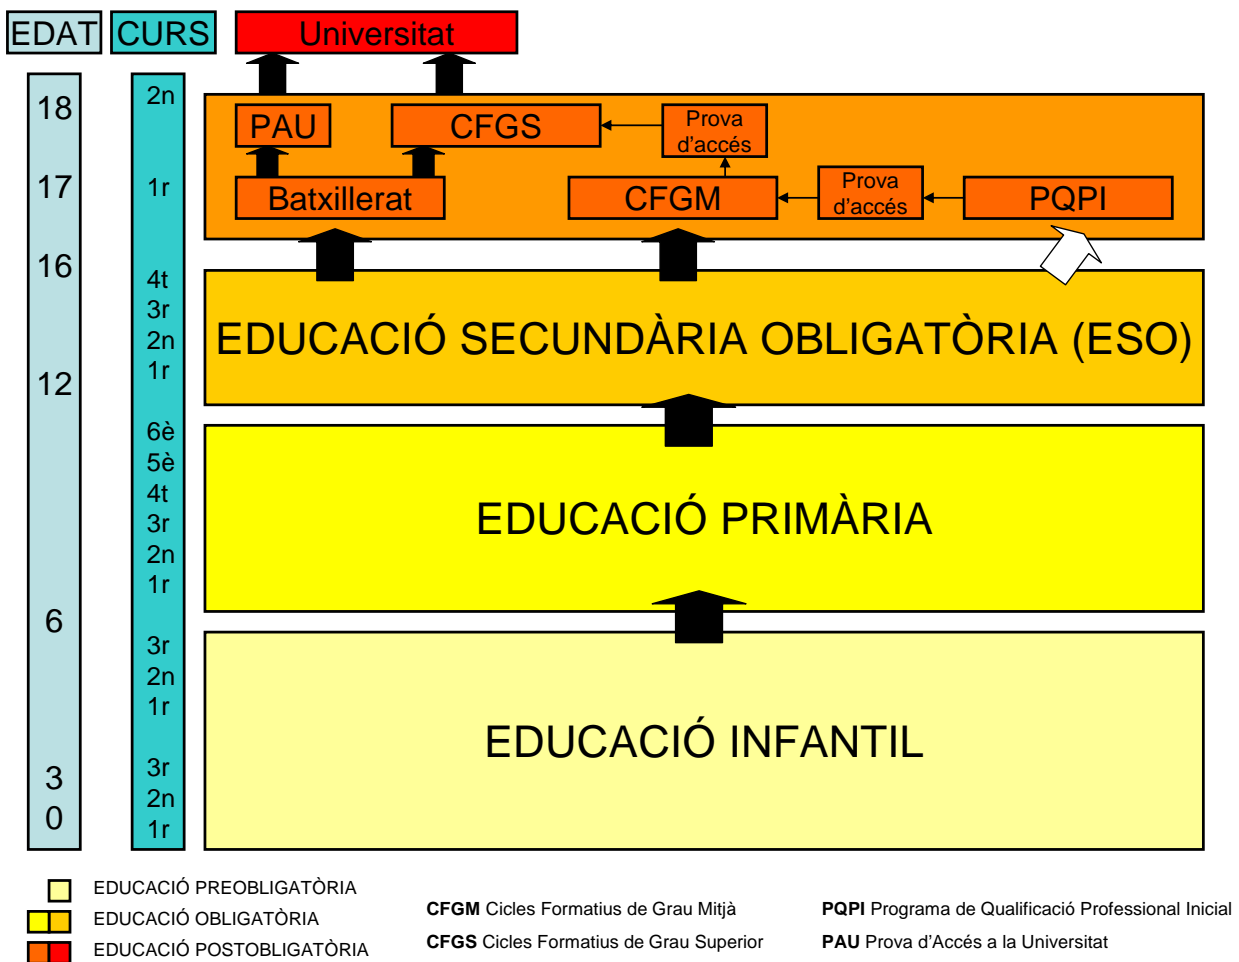 EDAT CURS Universitat
18
17
16
12
6
3
0
2n
1r
4t
3r
2n
1r
6è
5è
4t
3r
2n
1r
3r
2n
1r
3r
2n
1r
PAU CFGS Prova
d'accés
Batxillerat CFGM Prova
d'accés PQPI
EDUCACIÓ SECUNDÀRIA OBLIGATÒRIA (ESO)
EDUCACIÓ PRIMÀRIA
EDUCACIÓ INFANTIL
EDUCACIÓ PREOBLIGATÒRIA
EDUCACIÓ OBLIGATÒRIA
EDUCACIÓ POSTOBLIGATÒRIA
CFGM Cicles Formatius de Grau Mitjà
CFGS Cicles Formatius de Grau Superior
PQPI Programa de Qualificació Professional Inicial
PAU Prova d'Accés a la Universitat